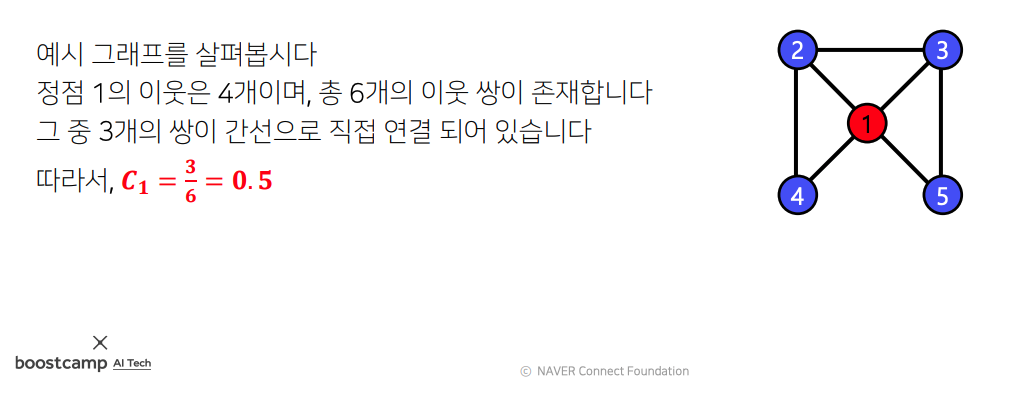 예시 그래프를 살펴봅시다
정점 1의 이웃은 4개이며, 총 6개의 이웃 쌍이 존재합니다
그 중 3개의 쌍이 간선으로 직접 연결 되어 있습니다
따라서, C₁ = 3/6 = 0.5
2
3
1
4
5
boostcamp AI Tech
© NAVER Connect Foundation